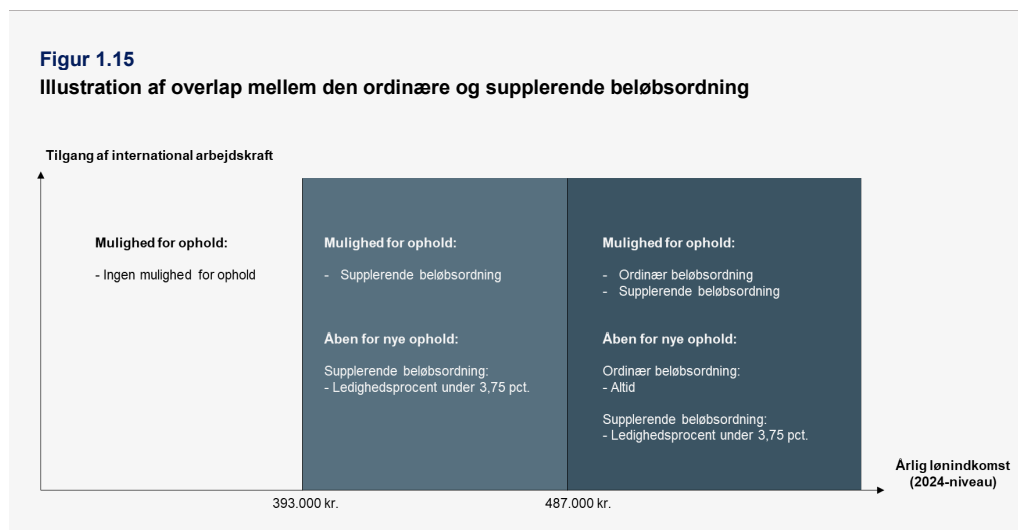 Figur 1.15
Illustration af overlap mellem den ordinære og supplerende beløbsordning
Tilgang af international arbejdskraft
Mulighed for ophold:
- Ingen mulighed for ophold
Mulighed for ophold:
- Supplerende beløbsordning
Åben for nye ophold:
Supplerende beløbsordning:
- Ledighedsprocent under 3,75 pct.
Mulighed for ophold:
- Ordinær beløbsordning
- Supplerende beløbsordning
Åben for nye ophold:
Ordinær beløbsordning:
- Altid
Supplerende beløbsordning:
- Ledighedsprocent under 3,75 pct.
Årlig lønindkomst
(2024-niveau)
393.000 kr.
487.000 kr.